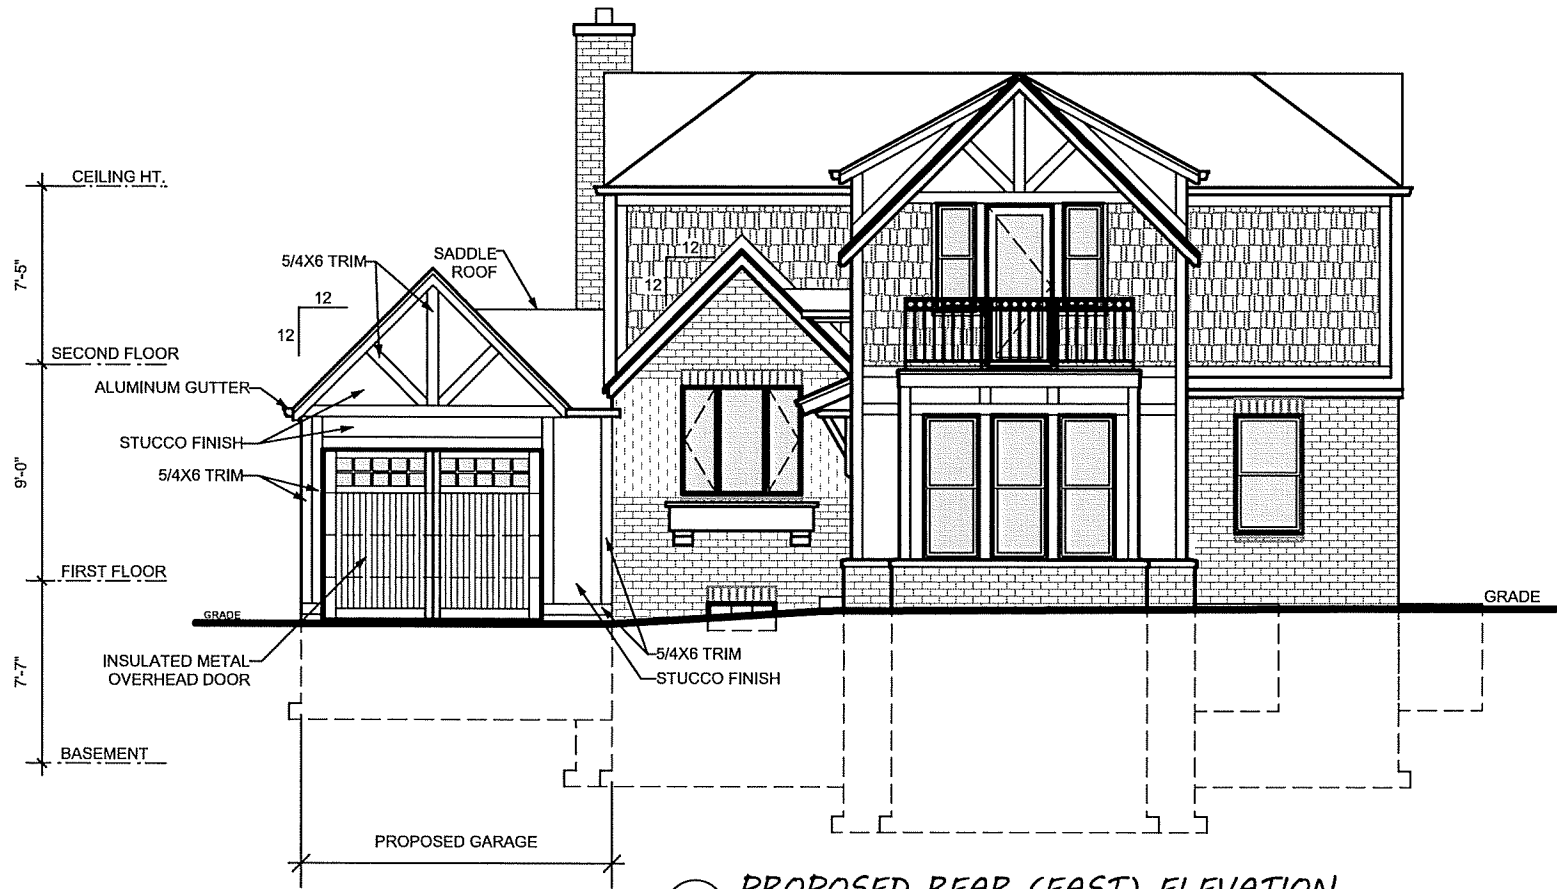 CEILING HT.
7'-5"
5/4X6 TRIM
SADDLE
ROOF
12
12
12
12
SECOND FLOOR
ALUMINUM GUTTER
STUCCO FINISH
9'-0"
5/4X6 TRIM
FIRST FLOOR
GRADE
GRADE
INSULATED METAL
OVERHEAD DOOR
5/4X6 TRIM
STUCCO FINISH
7'-7"
BASEMENT
PROPOSED GARAGE
PROPOSED REAR (EAST) ELEVATION